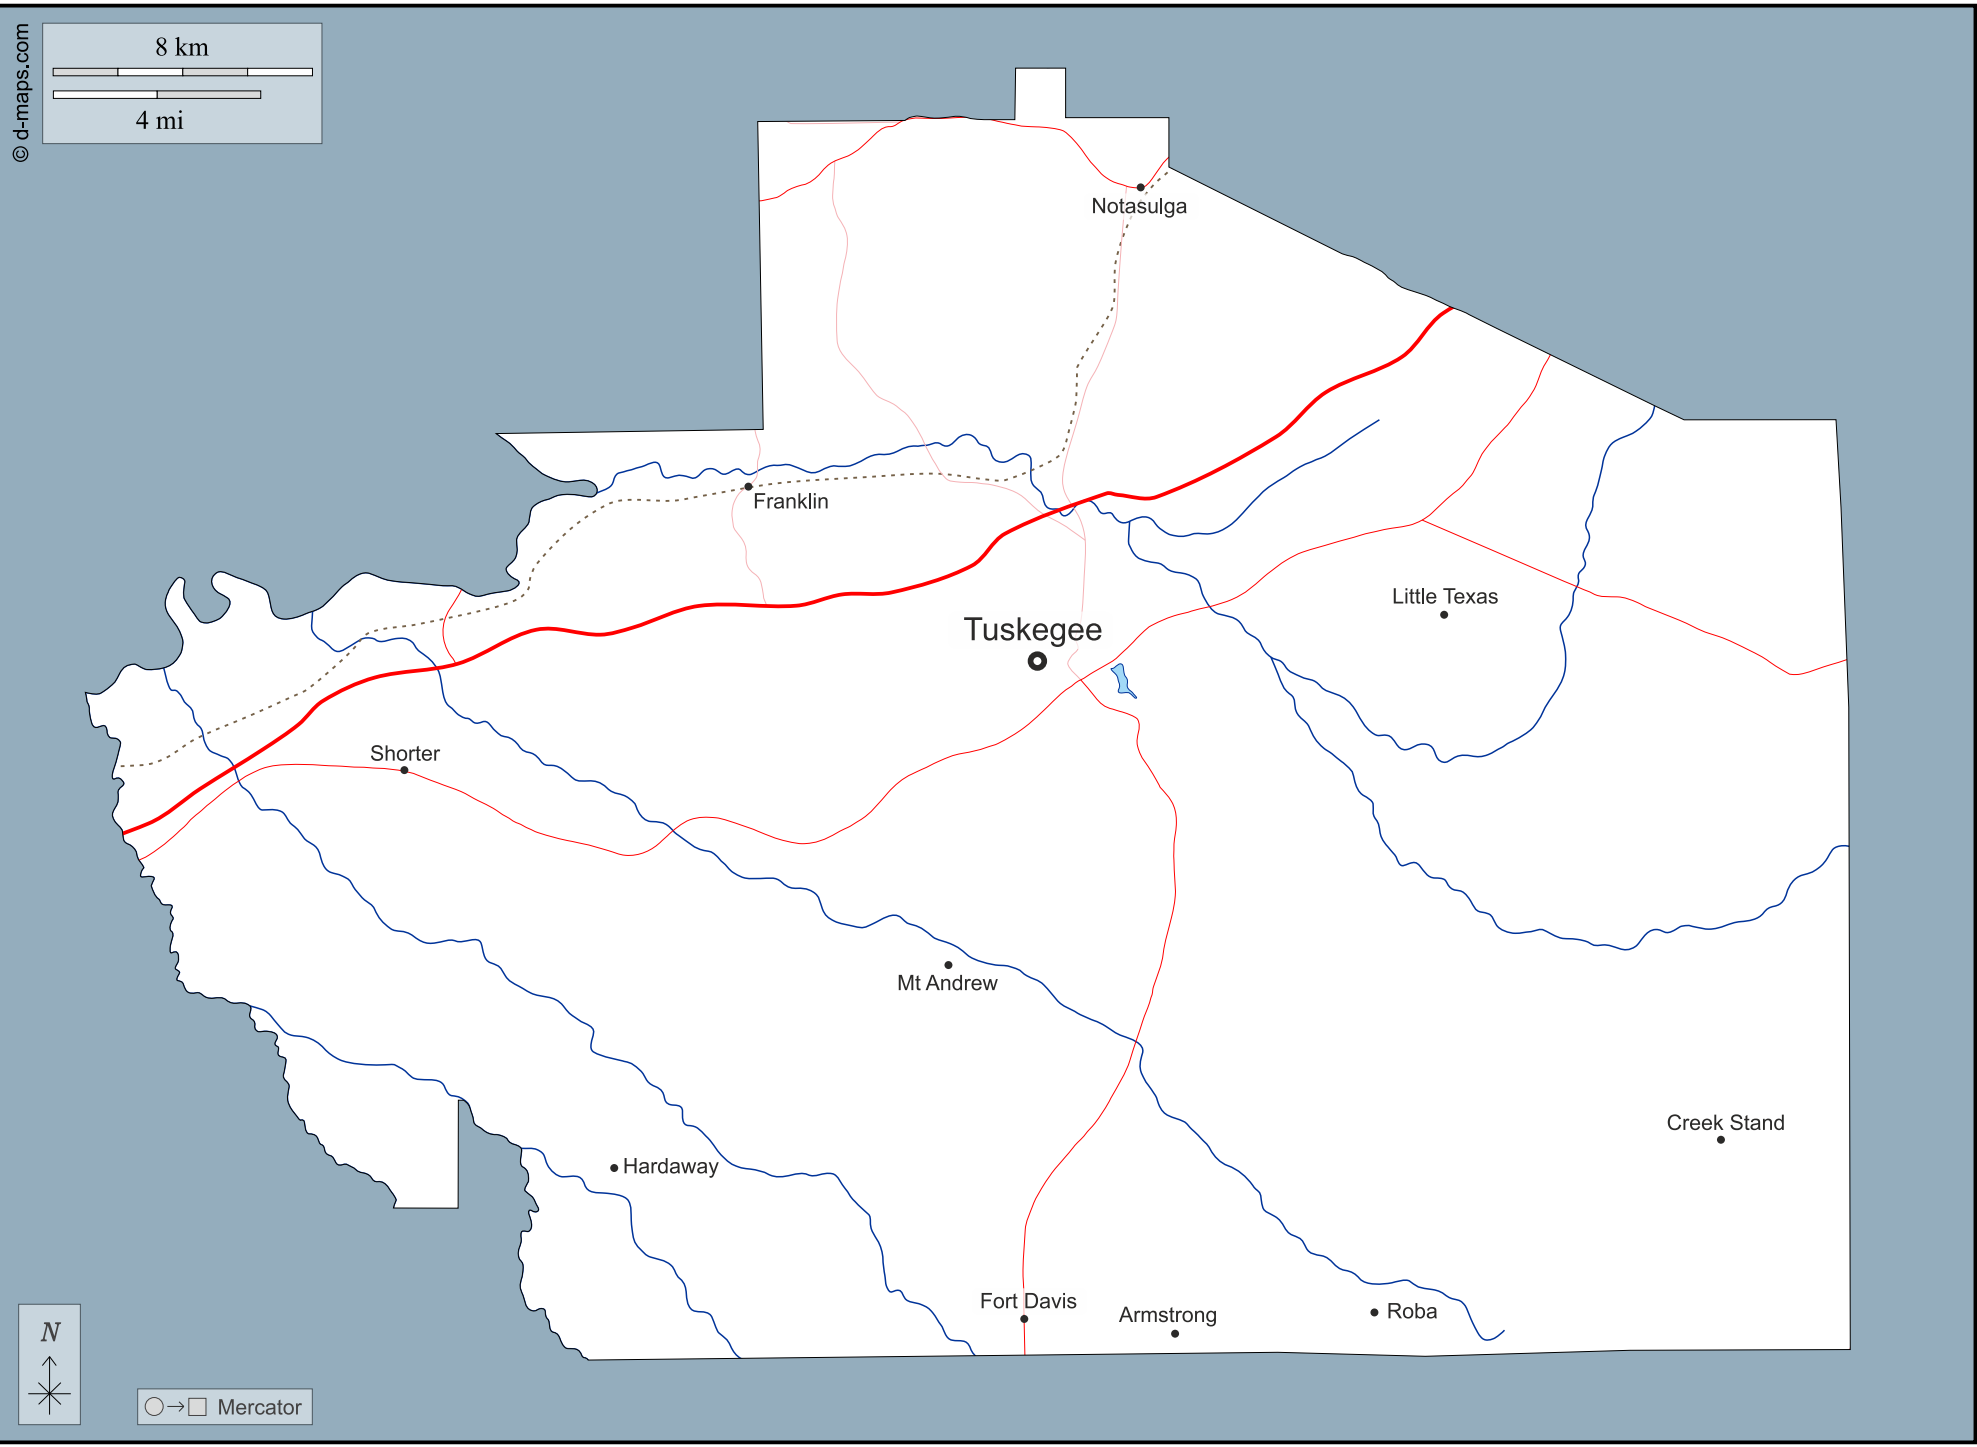 © d-maps.com
8 km
4 mi
Notasulga
Franklin
Little Texas
Tuskegee
Shorter
Mt Andrew
Creek Stand
Hardaway
Fort Davis
Armstrong
Roba
N
Mercator